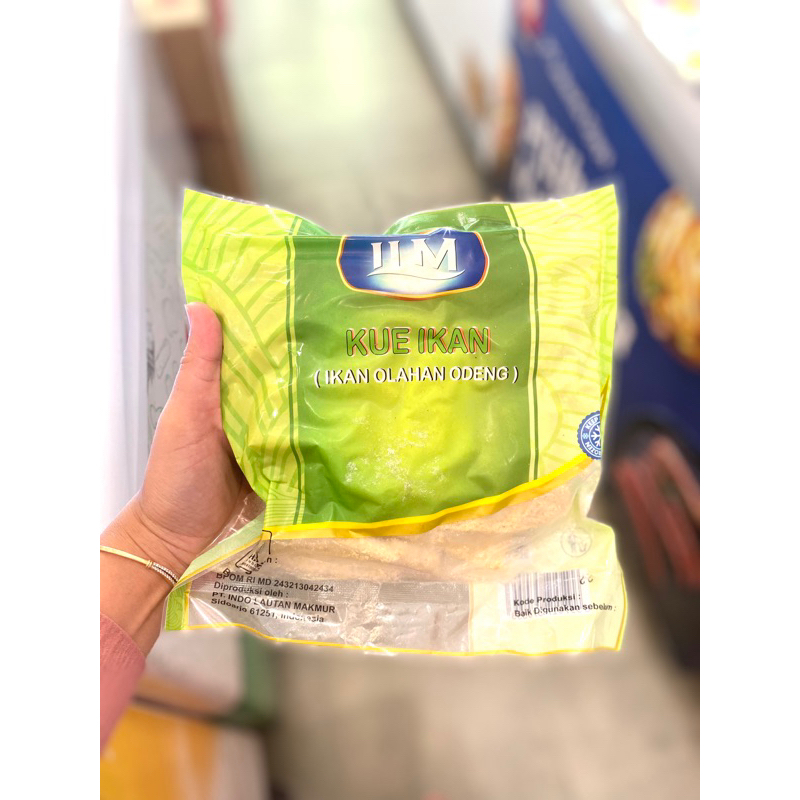 ILM
KUE IKAN
( IKAN OLAHAN ODENG )
KEEP
BPOM RI MD 243213042434
Diproduksi oleh :
PT. INDO LAUTAN MAKMUR
Sidoarjo 61251, Indonesia
Kode Produksi :
Baik Digunakan sebelum :